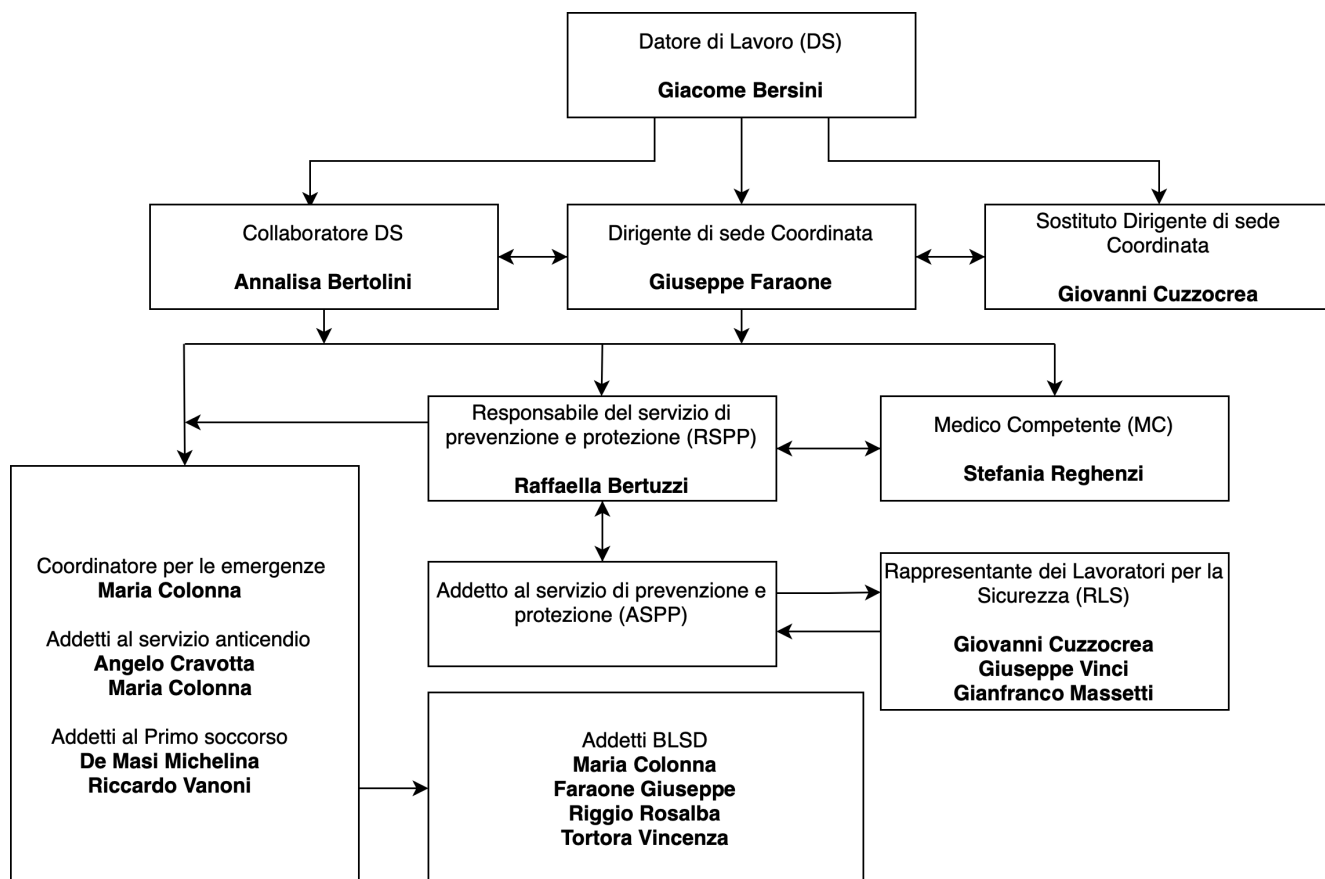 Datore di Lavoro (DS)
Giacome Bersini
Collaboratore DS
Annalisa Bertolini
Dirigente di sede Coordinata
Giuseppe Faraone
Sostituto Dirigente di sede
Coordinata
Giovanni Cuzzocrea
Responsabile del servizio di
prevenzione e protezione (RSPP)
Raffaella Bertuzzi
Medico Competente (MC)
Stefania Reghenzi
Coordinatore per le emergenze
Maria Colonna
Addetti al servizio anticendio
Angelo Cravotta
Maria Colonna
Addetti al Primo soccorso
De Masi Michelina
Riccardo Vanoni
Addetto al servizio di prevenzione e
protezione (ASPP)
Rappresentante dei Lavoratori per la
Sicurezza (RLS)
Giovanni Cuzzocrea
Giuseppe Vinci
Gianfranco Massetti
Addetti BLSD
Maria Colonna
Faraone Giuseppe
Riggio Rosalba
Tortora Vincenza